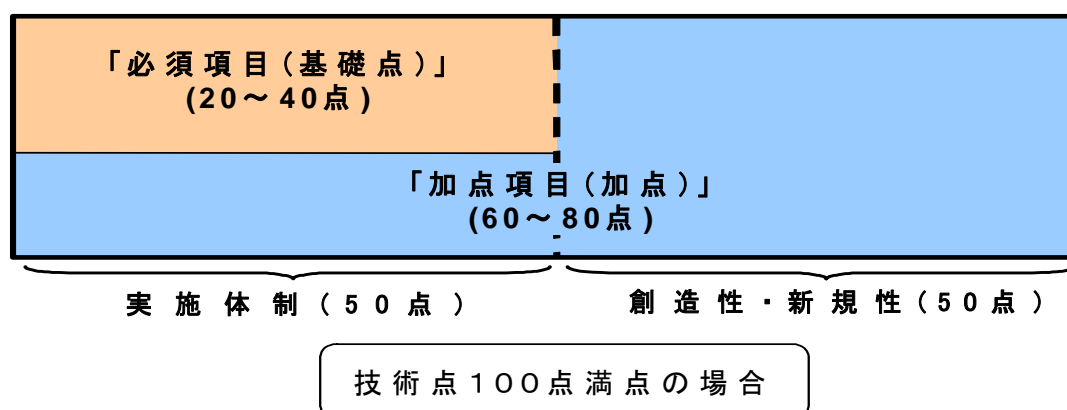 「必須項目(基礎点)」
(20～40点)
「加点項目(加点)」
(60～80点)
実施体制(50点)
創造性・新規性(50点)
技術点100点満点の場合